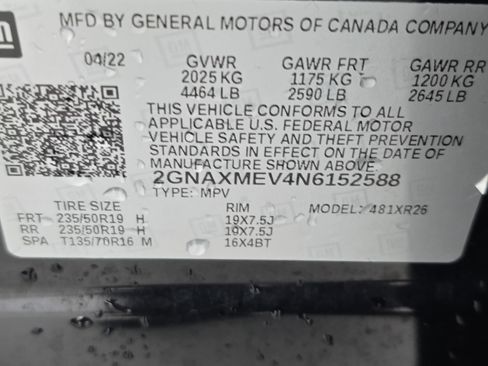 GM
MFD BY GENERAL MOTORS OF CANADA COMPANY
04/22 GVWR GAWR FRT GAWR RR
2025 KG 1175 KG 1200 KG
4464 LB 2590 LB 2645 LB
THIS VEHICLE CONFORMS TO ALL
APPLICABLE U.S. FEDERAL MOTOR
VEHICLE SAFETY AND THEFT PREVENTION
STANDARDS IN EFFECT ON THE DATE OF
MANUFACTURE SHOWN ABOVE.
2GNAXMEV4N6152588
TYPE: MPV
TIRE SIZE RIM MODEL: 481XR26
FRT 235/50R19 H 19X7.5J
RR 235/50R19 H 19X7.5J
SPA T135/70R16 M 16X4BT